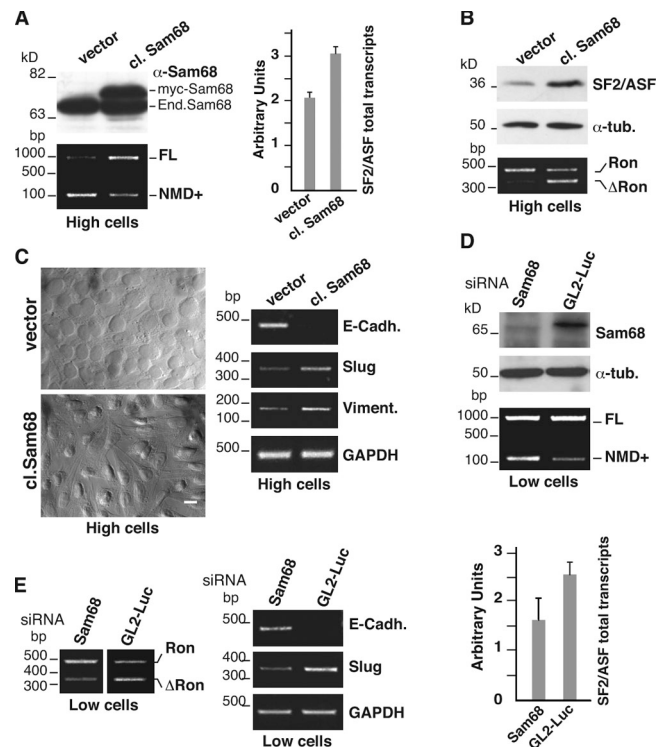 A
vector
cl. Sam68
kD
82
63
α-Sam68
myc-Sam68
End.Sam68
bp
1000
500
100
FL
NMD+
High cells
Arbitrary Units
3
2
1
0
vector
cl. Sam68
SF2/ASF total transcripts
B
vector
cl. Sam68
kD
36
SF2/ASF
50
α-tub.
bp
500
300
Ron
ΔRon
High cells
C
vector
cl.Sam68
High cells
vector
cl. Sam68
bp
500
E-Cadh.
400
300
Slug
200
100
Viment.
500
GAPDH
High cells
D
siRNA
Sam68
GL2-Luc
kD
65
Sam68
50
α-tub.
bp
1000
FL
100
NMD+
Low cells
Arbitrary Units
3
2
1
0
Sam68
GL2-Luc
SF2/ASF total transcripts
E
siRNA
Sam68
GL2-Luc
bp
500
400
300
Ron
ΔRon
Low cells
siRNA
Sam68
GL2-Luc
bp
500
E-Cadh.
400
300
Slug
500
GAPDH
Low cells